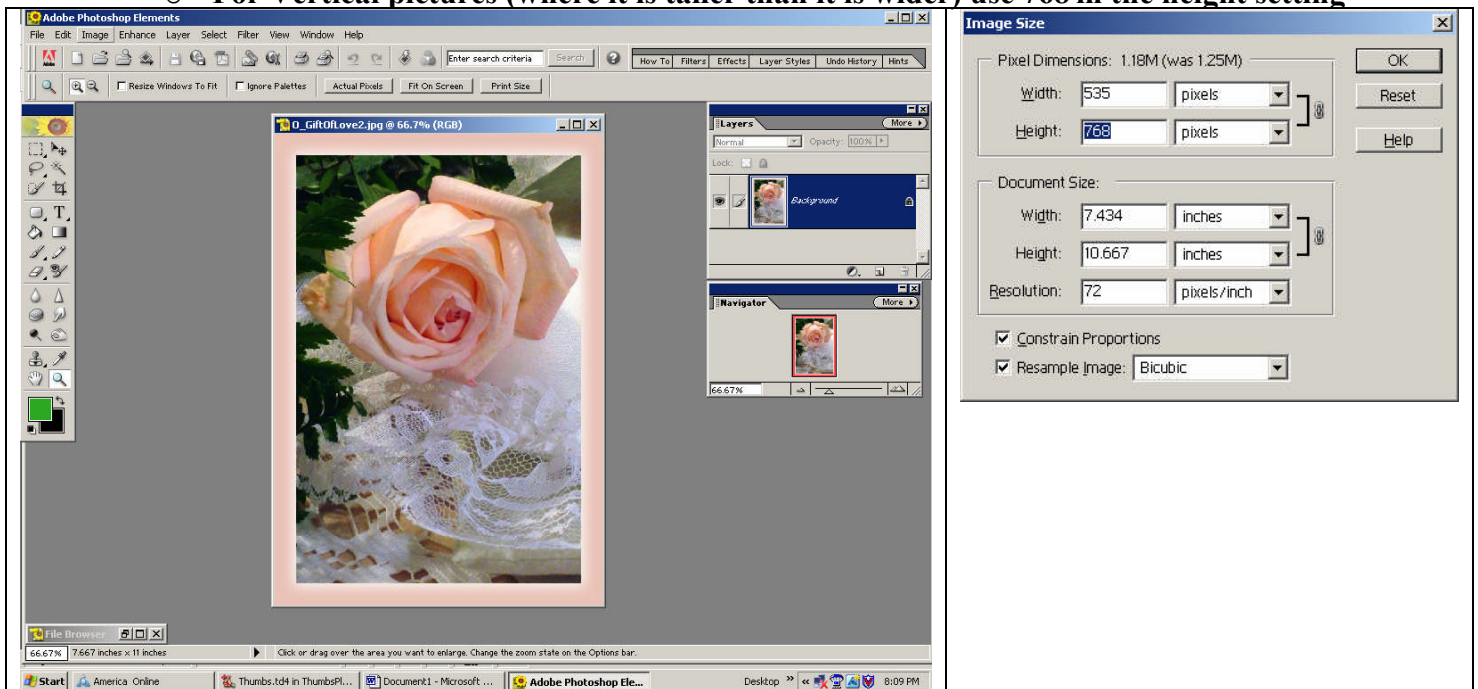 For Vertical pictures (where it is taller than it is wider) use 768 in the height setting
Adobe Photoshop Elements
File Edit Image Enhance Layer Select Filter View Window Help
Enter search criteria Search How To Filters Effects Layer Styles Undo History Hints
Resize Windows To Fit Ignore Palettes Actual Pixels Fit On Screen Print Size
D_GiftOfLove2.jpg @ 66.7% (RGB)
Layers More
Normal Opacity: 100%
Lock:
Background
Navigator More
66.67%
T
File Browser
66.67% 7.667 inches x 11 inches Click or drag over the area you want to enlarge. Change the zoom state on the Options bar.
Start America Online Thumbs.td4 in ThumbsPl... Document1 - Microsoft ... Adobe Photoshop Ele... Desktop » « 8:09 PM
Image Size
Pixel Dimensions: 1.18M (was 1.25M)
OK
Width: 535 pixels
Reset
Height: 768 pixels
Help
Document Size:
Width: 7.434 inches
Height: 10.667 inches
Resolution: 72 pixels/inch
Constrain Proportions
Resample Image: Bicubic